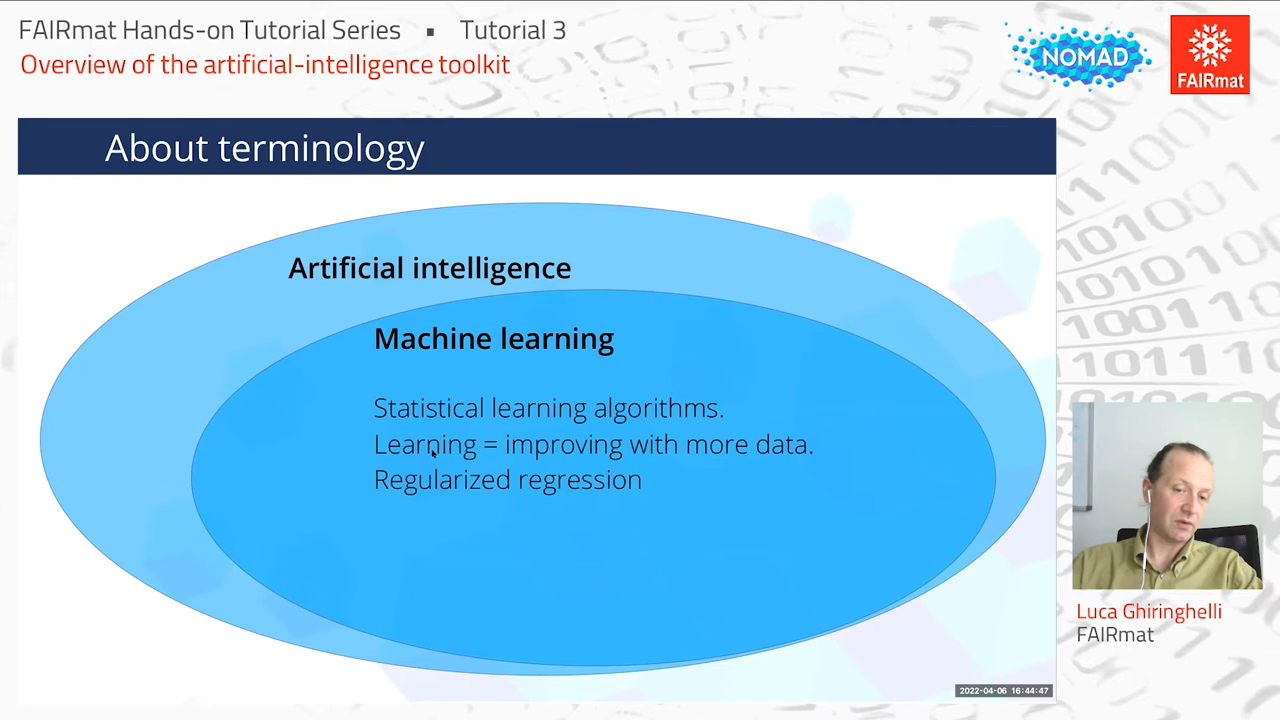 FAIRmat Hands-on Tutorial Series ▪ Tutorial 3
Overview of the artificial-intelligence toolkit
NOMAD
FAIRmat
About terminology
Artificial intelligence
Machine learning
Statistical learning algorithms.
Learning = improving with more data.
Regularized regression
Luca Ghiringhelli
FAIRmat
2022-04-06 16:44:47